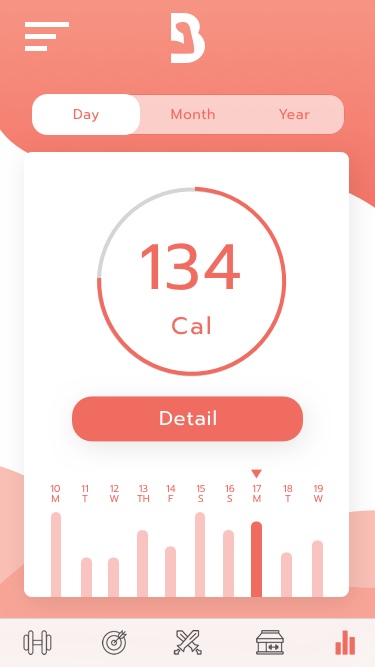 B
Day Month Year
134
Cal
Detail
10 11 12 13 14 15 16 17 18 19
M T W TH F S S M T W